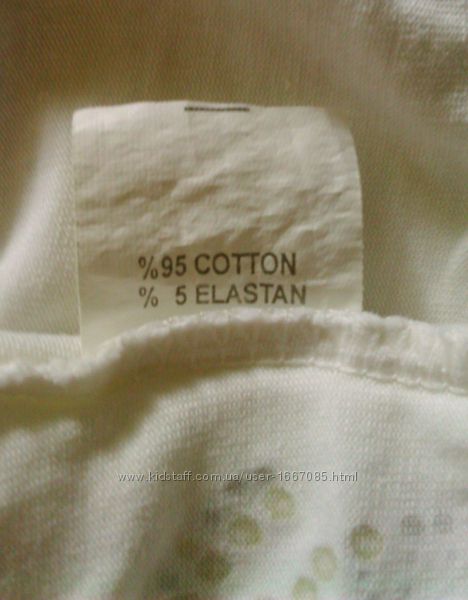 %95 COTTON
% 5 ELASTAN
www.kidstaff.com.ua/user-1667085.html